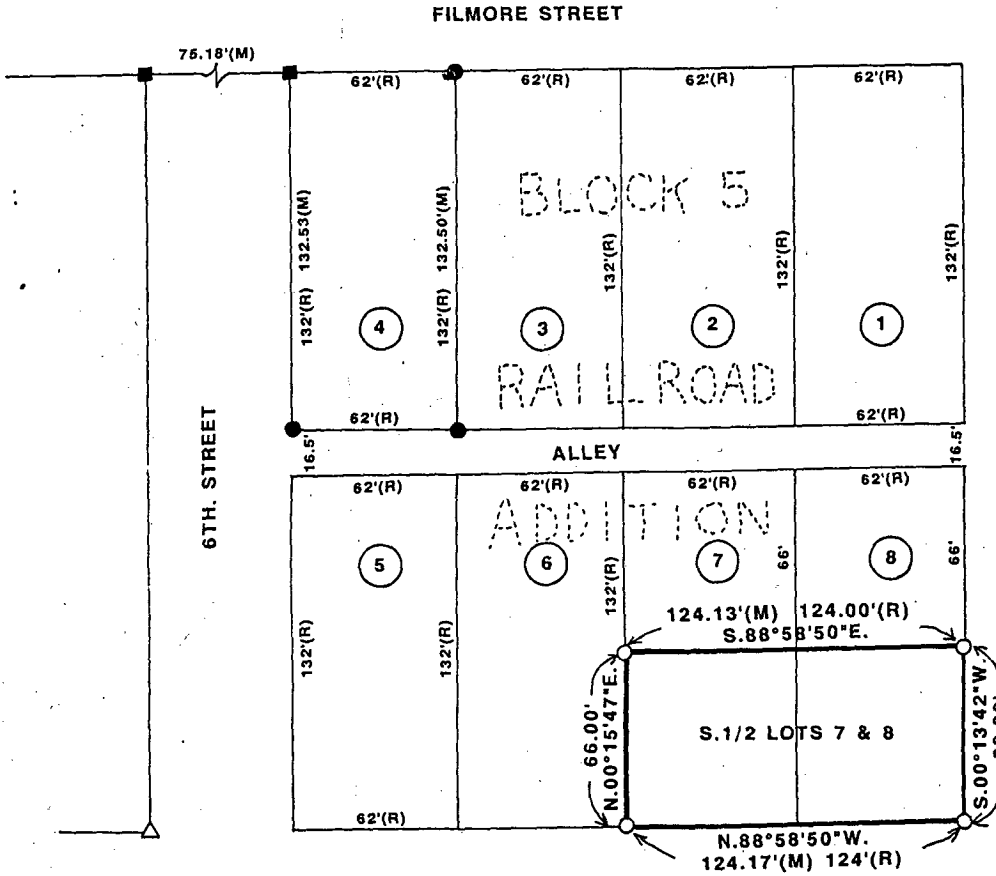 FILMORE STREET
75.18'(M)
62'(R)
62'(R)
62'(R)
62'(R)
BLOCK 5
132.53(M)
132'(R)
132.50'(M)
132'(R)
132'(R)
132'(R)
132'(R)
4
3
2
1
RAILROAD
62'(R)
62'(R)
16.5'
ALLEY
16.5'
6TH. STREET
62'(R)
62'(R)
62'(R)
62'(R)
ADDITION
5
6
7
8
132'(R)
66'
66'
132'(R)
132'(R)
124.13'(M) 124.00'(R)
S.88°58'50"E.
66.00'
N.00°15'47"E.
S.1/2 LOTS 7 & 8
S.00°13'42"W.
62'(R)
N.88°58'50"W.
124.17'(M) 124'(R)